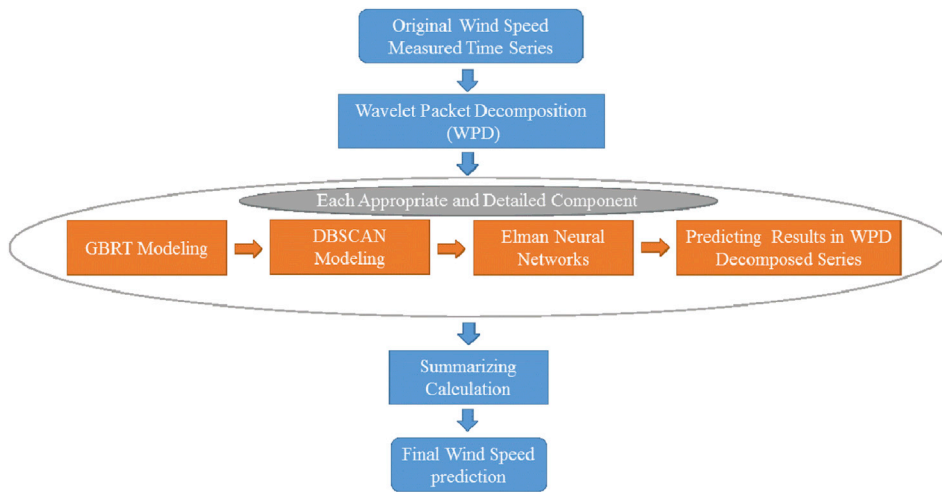 Original Wind Speed
Measured Time Series
Wavelet Packet Decomposition
(WPD)
Each Appropriate and Detailed Component
GBRT Modeling
DBSCAN
Modeling
Elman Neural
Networks
Predicting Results in WPD
Decomposed Series
Summarizing
Calculation
Final Wind Speed
prediction